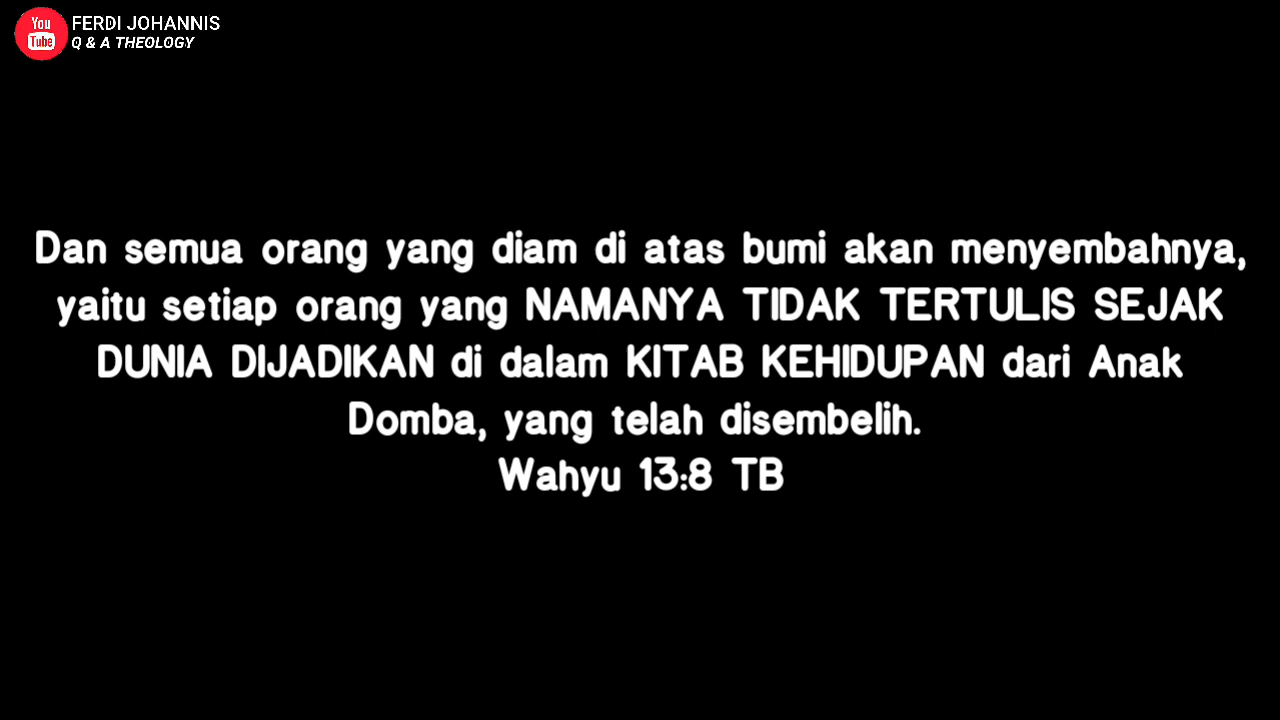 You
Tube
FERDI JOHANNIS
Q & A THEOLOGY
Dan semua orang yang diam di atas bumi akan menyembahnya,
yaitu setiap orang yang NAMANYA TIDAK TERTULIS SEJAK
DUNIA DIJADIKAN di dalam KITAB KEHIDUPAN dari Anak
Domba, yang telah disembelih.
Wahyu 13:8 TB